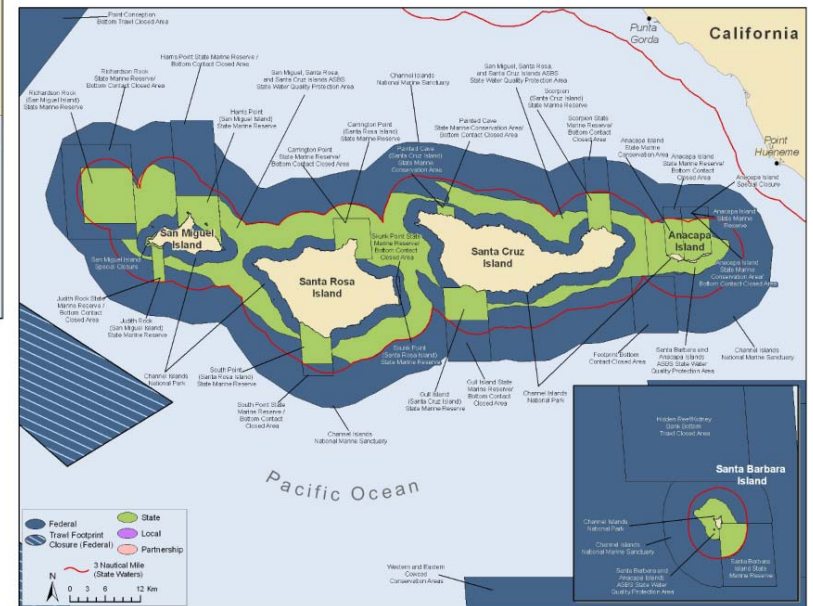 Point Conception
Bottom Trawl Closed Area
Harris Point State Marine Reserve /
Bottom Contact Closed Area
Richardson Rock
State Marine Reserve/
Bottom Contact
Closed Area
Richardson Rock
(San Miguel Island)
State Marine Reserve
Harris Point
(San Miguel Island)
State Marine Reserve
San Miguel, Santa Rosa,
and Santa Cruz Islands ASBS
State Water Quality Protection Area
Channel Islands
National Marine Sanctuary
San Miguel, Santa Rosa,
and Santa Cruz Islands ASBS
State Water Quality Protection Area
Carrington Point
(Santa Rosa Island)
State Marine
Reserve
Carrington Point
State Marine Reserve/
Bottom Contact
Closed Area
Painted Cave
State Marine Conservation Area/
Bottom Contact Closed Area
Painted Cave
(Santa Cruz Island)
State Marine
Conservation Area
Scorpion
(Santa Cruz Island)
State Marine Reserve
Scorpion State
Marine Reserve/
Bottom Contact
Closed Area
Anacapa Island
State Marine
Conservation Area
Anacapa Island
State Marine Reserve/
Bottom Contact
Closed Area
Anacapa Island
Special Closure
Anacapa Island
State Marine
Reserve
Anacapa Island
State Marine
Conservation Area/
Bottom Contact Closed Area
Punta
Gorda
California
Point
Hueneme
San Miguel
Island
Santa Rosa
Island
Santa Cruz
Island
Anacapa
Island
Skunk Point State
Marine Reserve/
Bottom Contact
Closed Area
San Miguel Island
Special Closure
Judith Rock State
Marine Reserve /
Bottom Contact
Closed Area
Judith Rock
(San Miguel Island)
State Marine Reserve
Channel Islands
National Park
South Point
(Santa Rosa Island)
State Marine Reserve
South Point State
Marine Reserve /
Bottom Contact
Closed Area
Channel Islands
National Marine Sanctuary
Skunk Point
(Santa Rosa Island)
State Marine Reserve
Gull Island
(Santa Cruz Island)
State Marine Reserve
Gull Island State
Marine Reserve/
Bottom Contact
Closed Area
Channel Islands
National Park
Footprint Bottom
Contact Closed Area
Santa Barbara and
Anacapa Islands
ASBS State Water
Quality Protection Area
Channel Islands
National Marine Sanctuary
Pacific Ocean
Hidden Reef/Kidney
Bank Bottom
Trawl Closed Area
Santa Barbara
Island
Channel Islands
National Park
Channel Islands
National Marine Sanctuary
Santa Barbara and
Anacapa Islands
ASBS State Water
Quality Protection Area
Santa Barbara
Island State
Marine Reserve
Western and Eastern
Cowcod
Conservation Areas
Federal
Trawl Footprint
Closure (Federal)
State
Local
Partnership
3 Nautical Mile
(State Waters)
N
0 3 6 12 Km